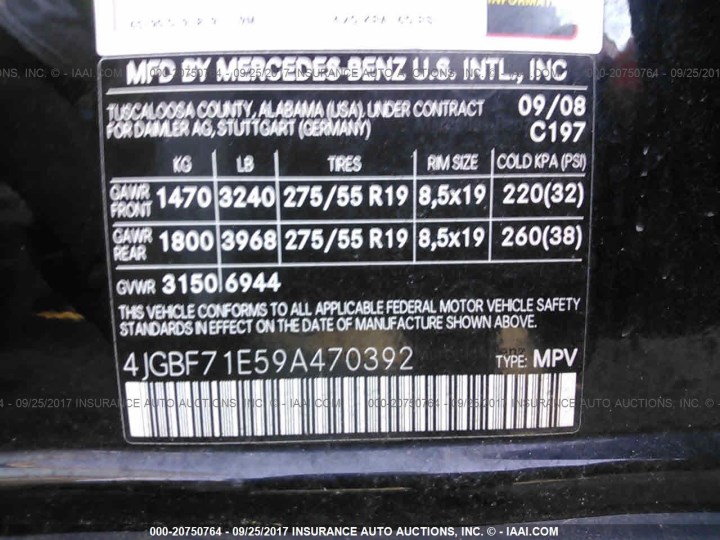 INFORMATION
MFD BY MERCEDES-BENZ U.S. INTL., INC
TUSCALOOSA COUNTY, ALABAMA (USA), UNDER CONTRACT 09/08
FOR DAIMLER AG, STUTTGART (GERMANY) C197
KG LB TIRES RIM SIZE COLD KPA (PSI)
GAWR FRONT 1470 3240 275/55 R19 8,5x19 220(32)
GAWR REAR 1800 3968 275/55 R19 8,5x19 260(38)
GVWR 3150 6944
THIS VEHICLE CONFORMS TO ALL APPLICABLE FEDERAL MOTOR VEHICLE SAFETY
STANDARDS IN EFFECT ON THE DATE OF MANUFACTURE SHOWN ABOVE.
4JGBF71E59A470392 TYPE: MPV
000-20750764 - 09/25/2017 INSURANCE AUTO AUCTIONS, INC. © - IAAI.COM